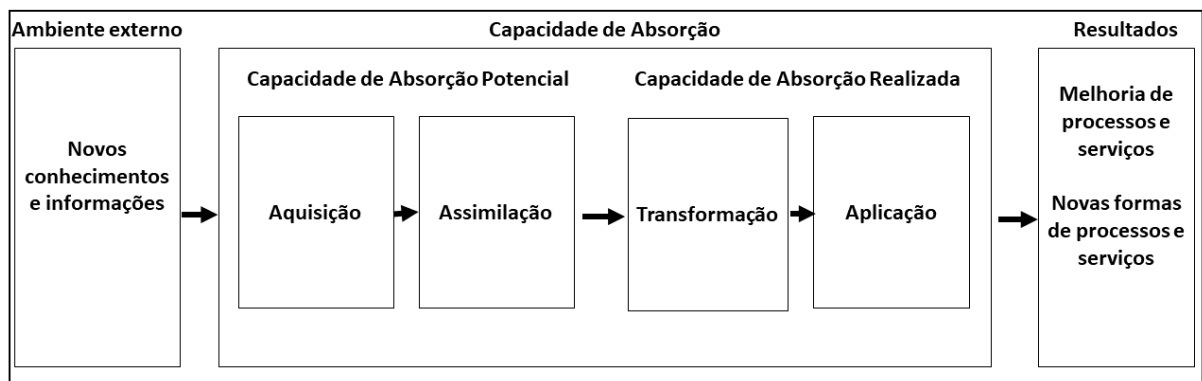 Ambiente externo
Capacidade de Absorção
Resultados
Novos
conhecimentos
e informações
Capacidade de Absorção Potencial
Capacidade de Absorção Realizada
Aquisição
Assimilação
Transformação
Aplicação
Melhoria de
processos e
serviços
Novas formas
de processos e
serviços